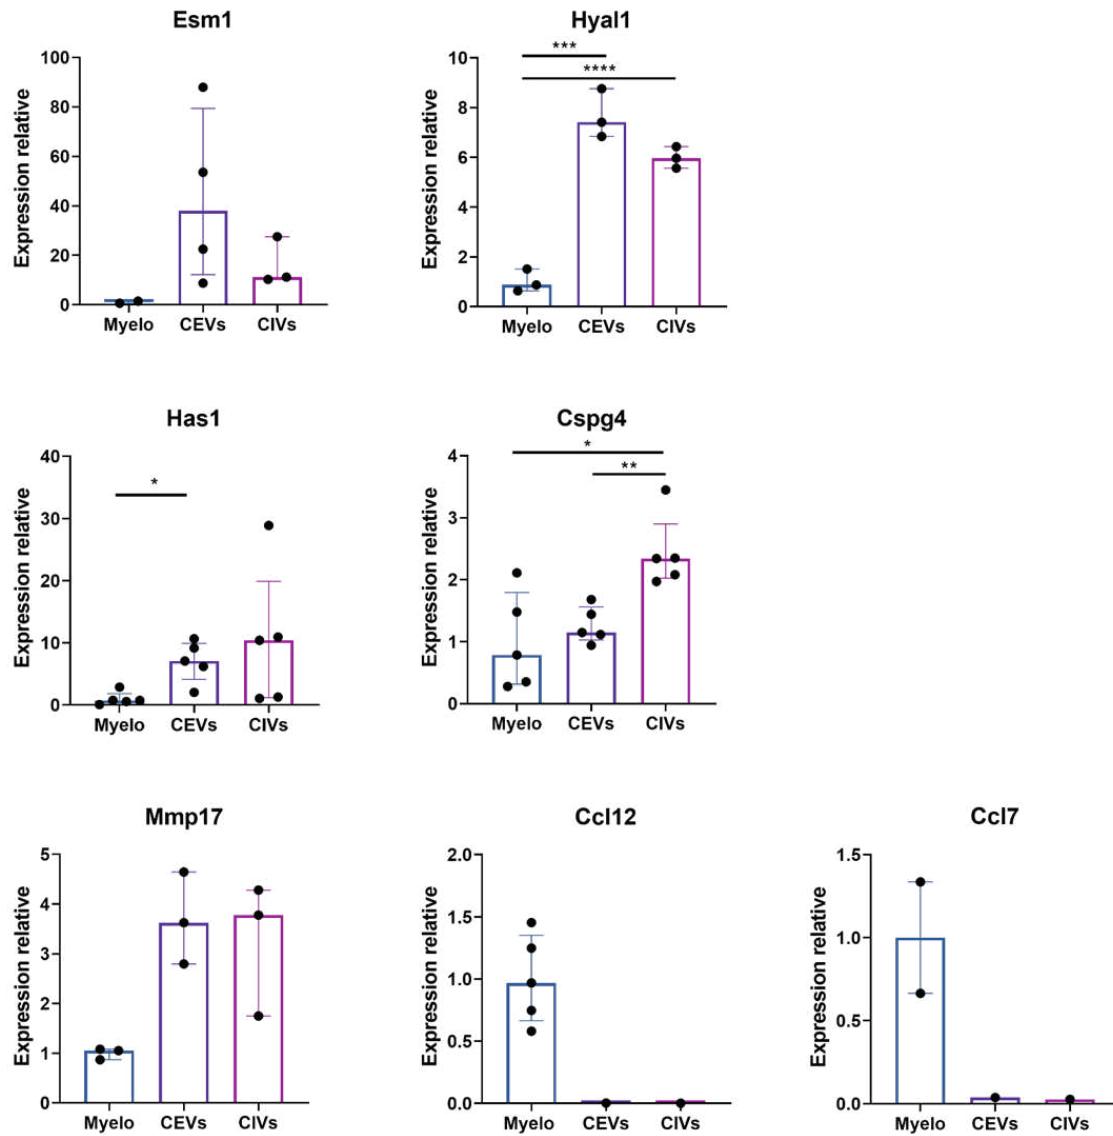 Esm1
Expression relative
100
80
60
40
20
0
Myelo CEVs CIVs
Hyal1
Expression relative
10
8
6
4
2
0
***
****
Myelo CEVs CIVs
Has1
Expression relative
40
30
20
10
0
*
Myelo CEVs CIVs
Cspg4
Expression relative
4
3
2
1
0
*
**
Myelo CEVs CIVs
Mmp17
Expression relative
5
4
3
2
1
0
Myelo CEVs CIVs
Ccl12
Expression relative
2.0
1.5
1.0
0.5
0.0
Myelo CEVs CIVs
Ccl7
Expression relative
1.5
1.0
0.5
0.0
Myelo CEVs CIVs